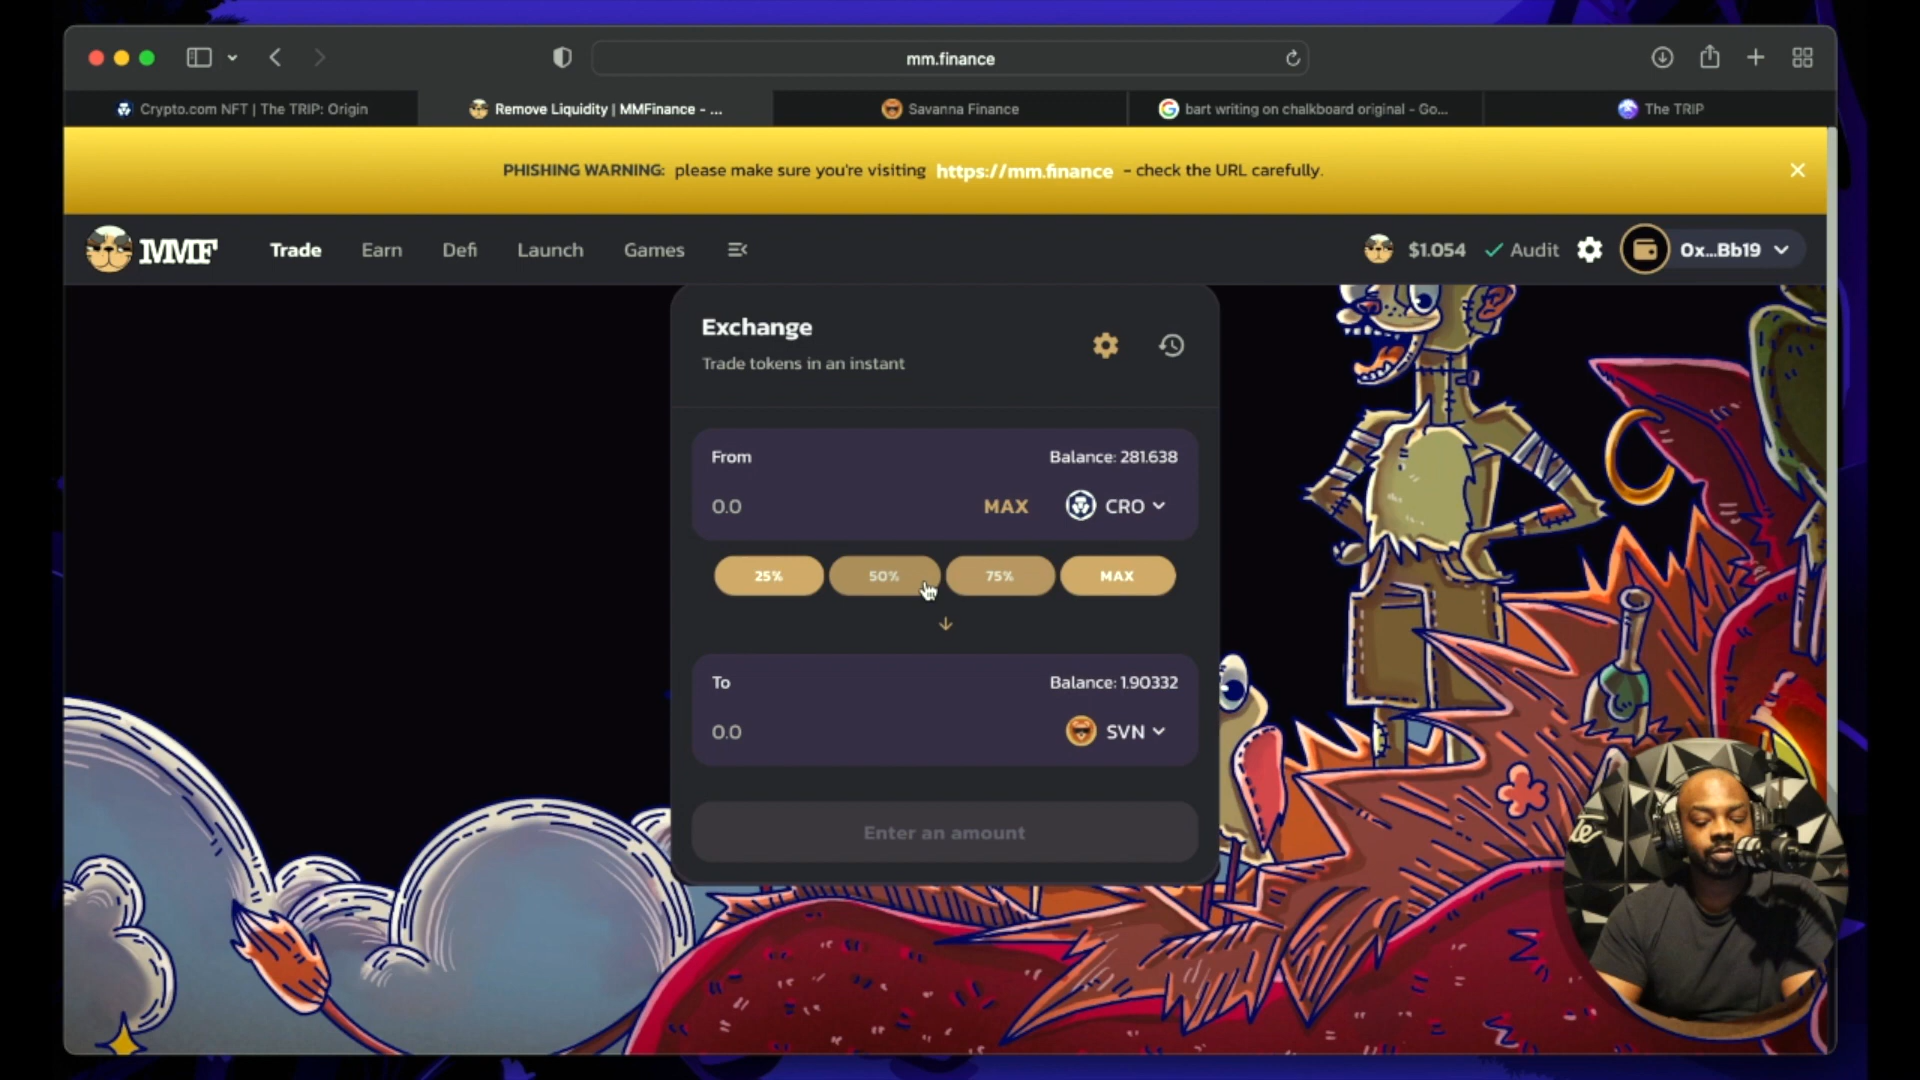 mm.finance
Crypto.com NFT | The TRIP: Origin
Remove Liquidity | MMFinance - ...
Savanna Finance
bart writing on chalkboard original - Go...
The TRIP
PHISHING WARNING: please make sure you're visiting https://mm.finance - check the URL carefully.
MMF
Trade
Earn
Defi
Launch
Games
$1.054
Audit
0x...Bb19
Exchange
Trade tokens in an instant
From
Balance: 281.638
0.0
MAX
CRO
25%
50%
75%
MAX
To
Balance: 1.90332
0.0
SVN
Enter an amount